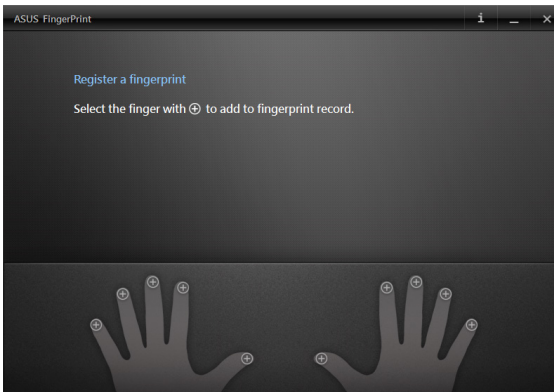 ASUS FingerPrint
Register a fingerprint
Select the finger with ⊕ to add to fingerprint record.